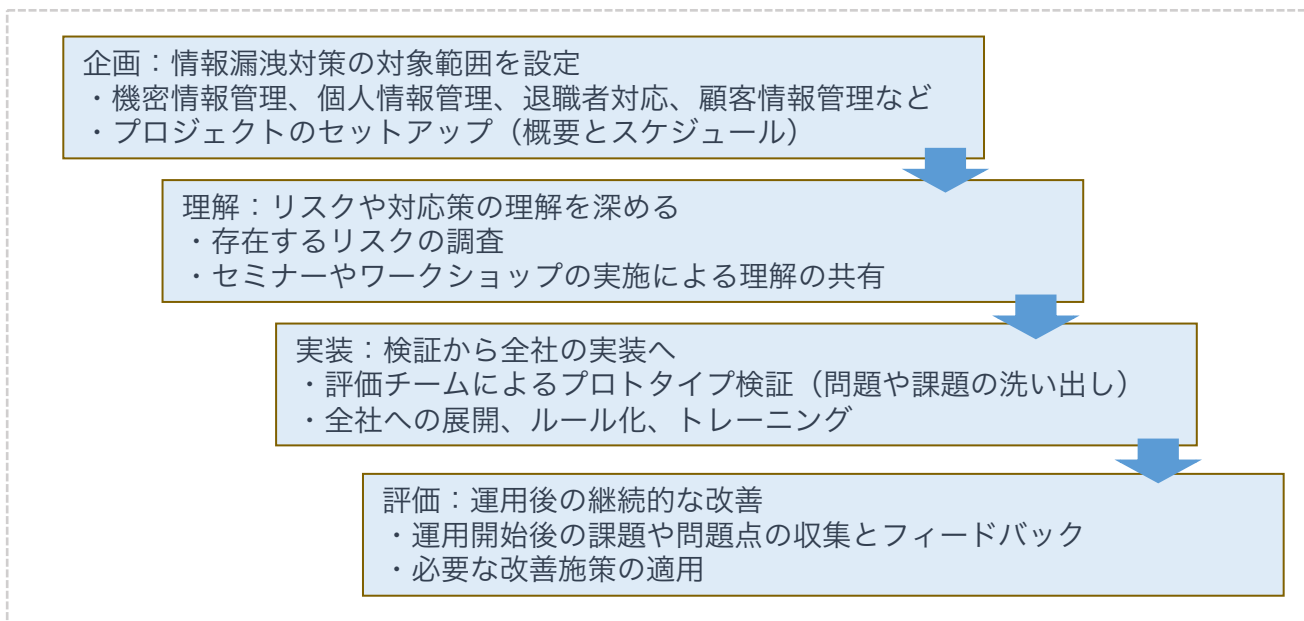 企画：情報漏洩対策の対象範囲を設定
・機密情報管理、個人情報管理、退職者対応、顧客情報管理など
・プロジェクトのセットアップ（概要とスケジュール）
理解：リスクや対応策の理解を深める
・存在するリスクの調査
・セミナーやワークショップの実施による理解の共有
実装：検証から全社の実装へ
・評価チームによるプロトタイプ検証（問題や課題の洗い出し）
・全社への展開、ルール化、トレーニング
評価：運用後の継続的な改善
・運用開始後の課題や問題点の収集とフィードバック
・必要な改善施策の適用